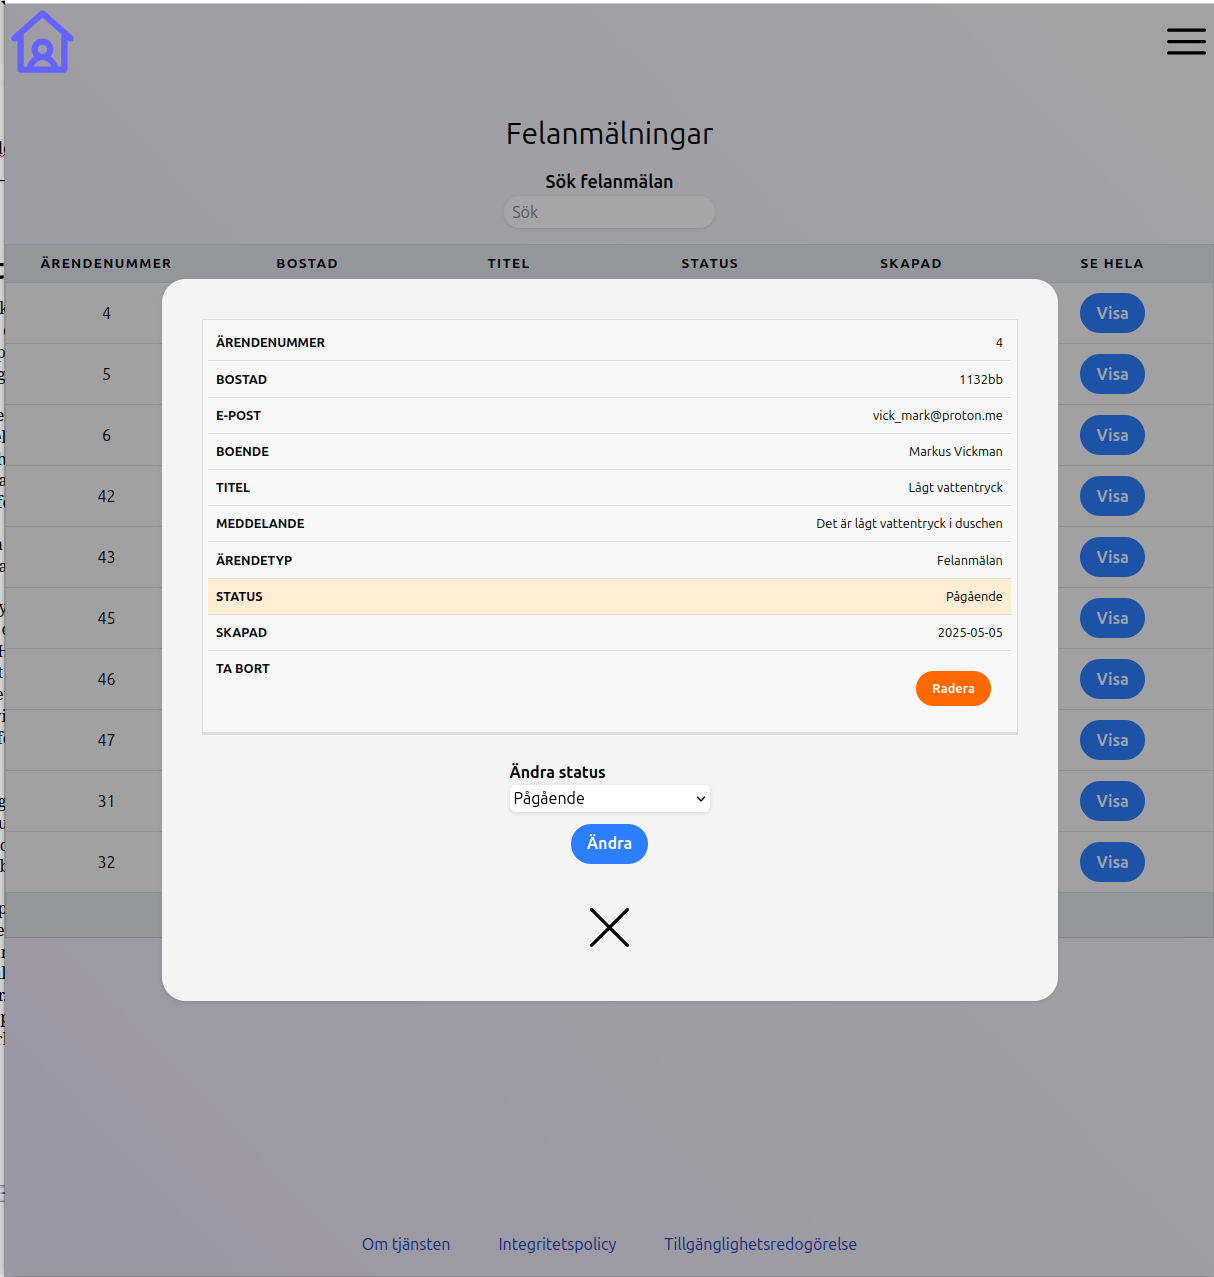 Felanmälningar
Sök felanmälan
Sök
ÄRENDENUMMER BOSTAD TITEL STATUS SKAPAD SE HELA
4 Visa
5 Visa
6 Visa
42 Visa
43 Visa
45 Visa
46 Visa
47 Visa
31 Visa
32 Visa
ÄRENDENUMMER 4
BOSTAD 1132bb
E-POST vick_mark@proton.me
BOENDE Markus Vickman
TITEL Lågt vattentryck
MEDDELANDE Det är lågt vattentryck i duschen
ÄRENDETYP Felanmälan
STATUS Pågående
SKAPAD 2025-05-05
TA BORT Radera
Ändra status
Pågående
Ändra
Om tjänsten Integritetspolicy Tillgänglighetsredogörelse